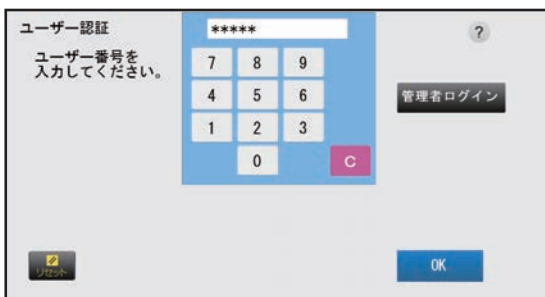 ユーザー認証
*****
?
ユーザー番号を
入力してください。
7 8 9
4 5 6
管理者ログイン
1 2 3
0 C
リセット
OK